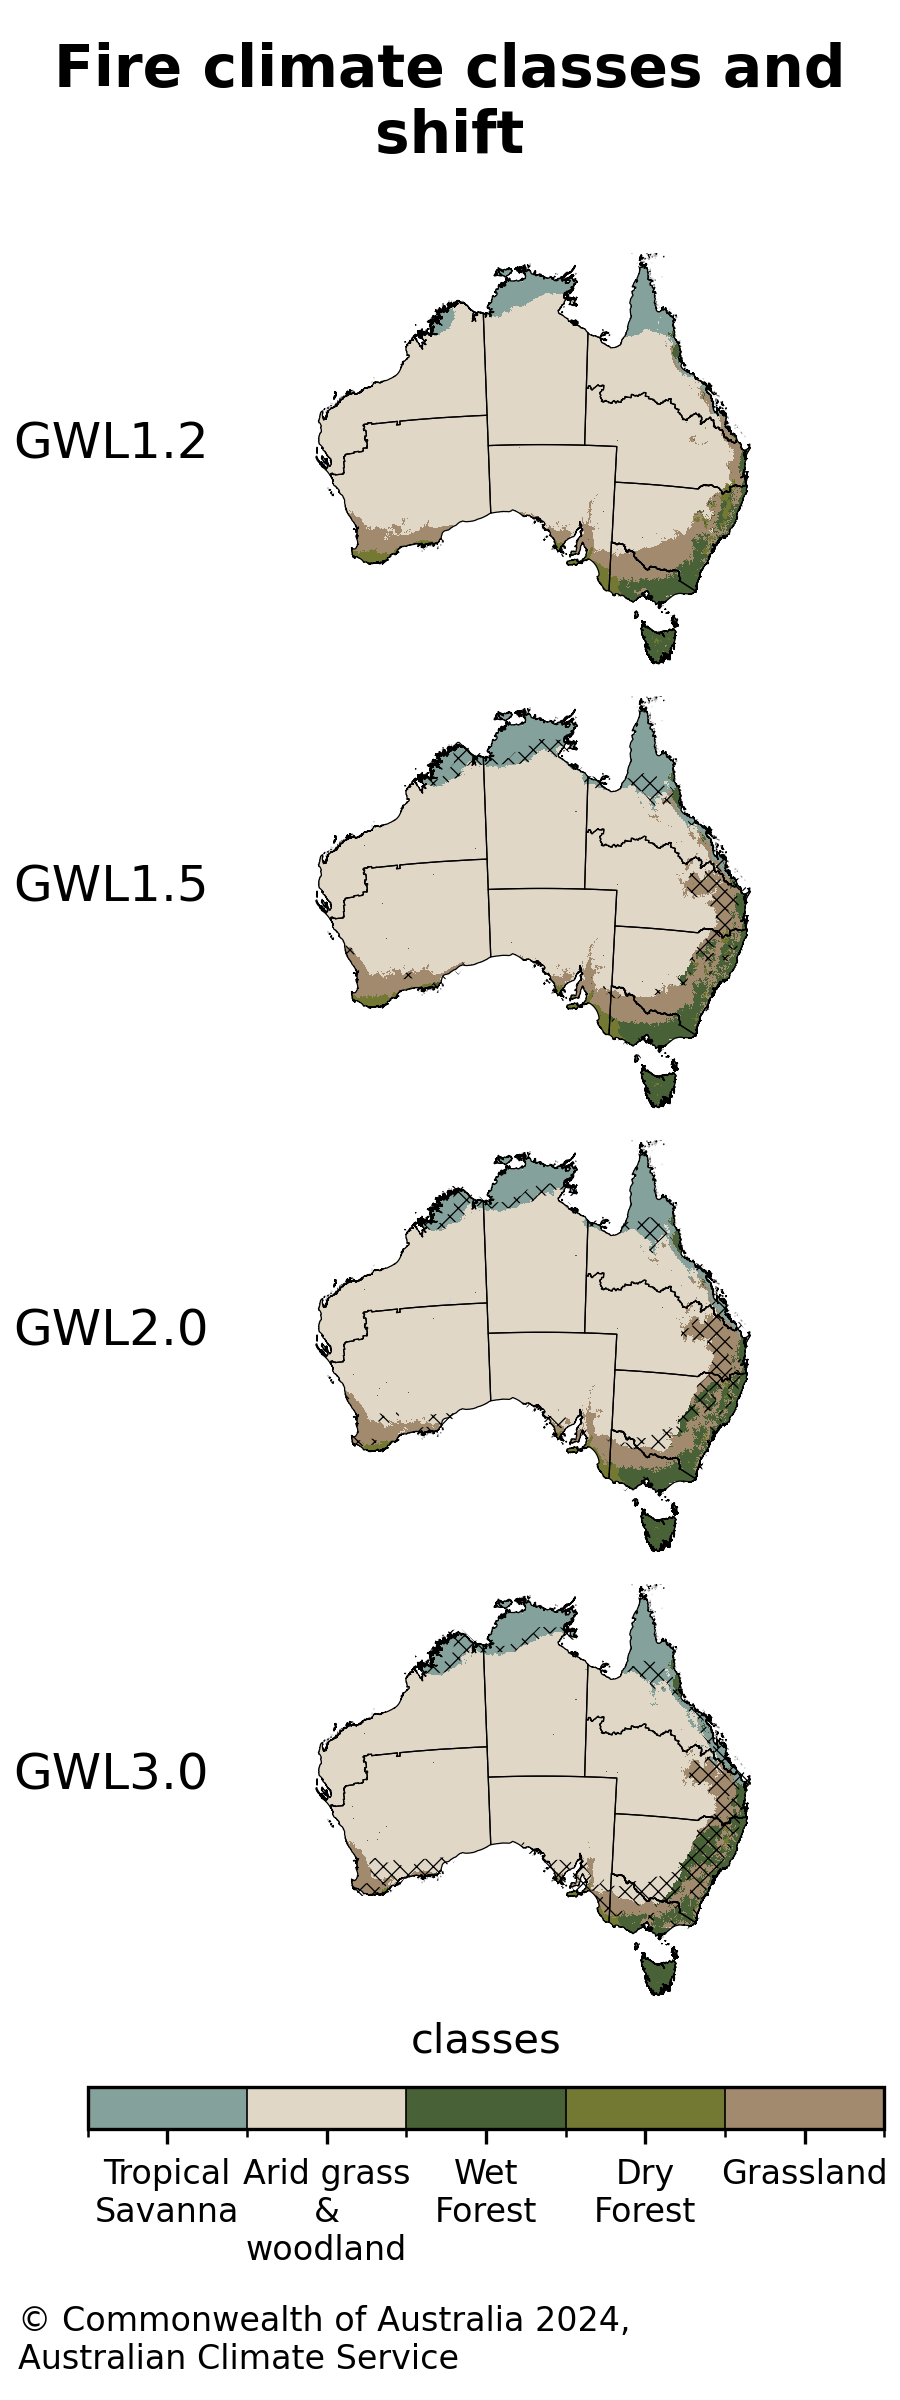 Fire climate classes and
shift
GWL1.2
GWL1.5
GWL2.0
GWL3.0
classes
Tropical
Savanna
Arid grass
&
woodland
Wet
Forest
Dry
Forest
Grassland
© Commonwealth of Australia 2024,
Australian Climate Service